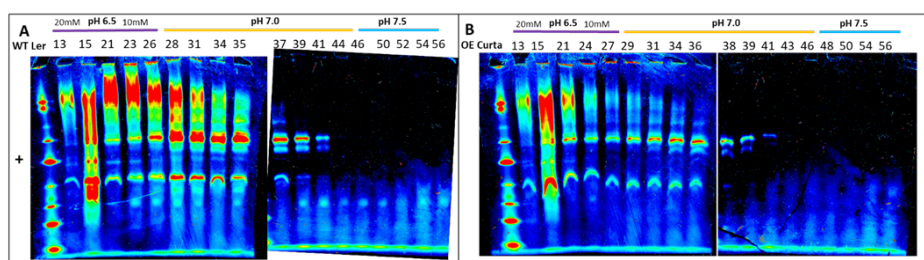 A
20mM pH 6.5 10mM pH 7.0 pH 7.5
WT Ler 13 15 21 23 26 28 31 34 35 37 39 41 44 46 50 52 54 56
+
B
20mM pH 6.5 10mM pH 7.0 pH 7.5
OE Curta 13 15 21 24 27 29 31 34 36 38 39 41 43 46 48 50 54 56